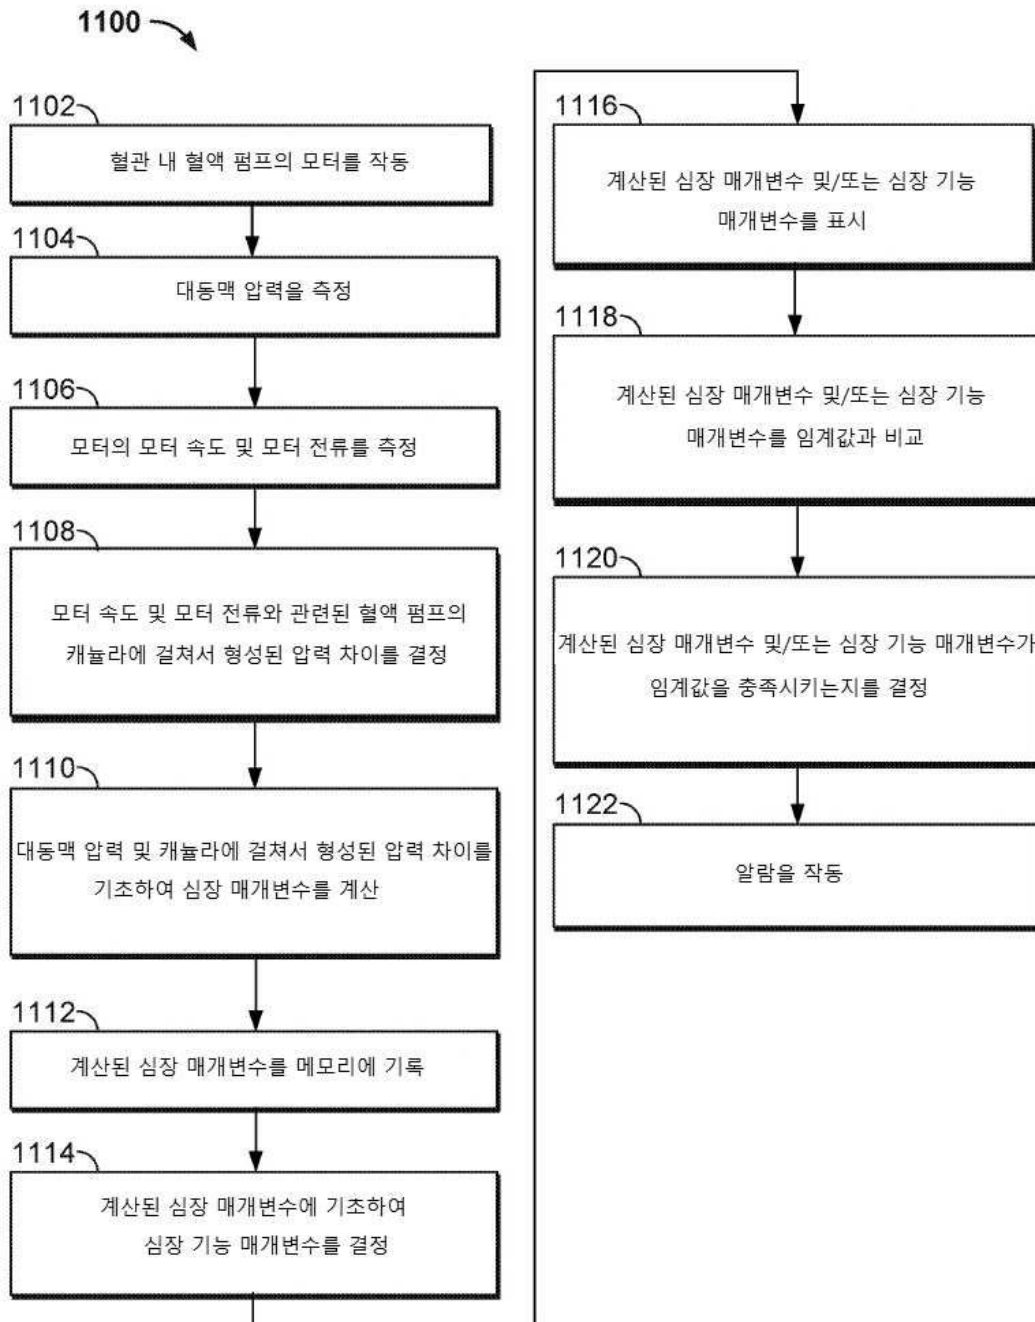 1100
1102
혈관 내 혈액 펌프의 모터를 작동
1104
대동맥 압력을 측정
1106
모터의 모터 속도 및 모터 전류를 측정
1108
모터 속도 및 모터 전류와 관련된 혈액 펌프의
캐뉼라에 걸쳐서 형성된 압력 차이를 결정
1110
대동맥 압력 및 캐뉼라에 걸쳐서 형성된 압력 차이를
기초하여 심장 매개변수를 계산
1112
계산된 심장 매개변수를 메모리에 기록
1114
계산된 심장 매개변수에 기초하여
심장 기능 매개변수를 결정
1116
계산된 심장 매개변수 및/또는 심장 기능
매개변수를 표시
1118
계산된 심장 매개변수 및/또는 심장 기능
매개변수를 임계값과 비교
1120
계산된 심장 매개변수 및/또는 심장 기능 매개변수가
임계값을 충족시키는지를 결정
1122
알람을 작동